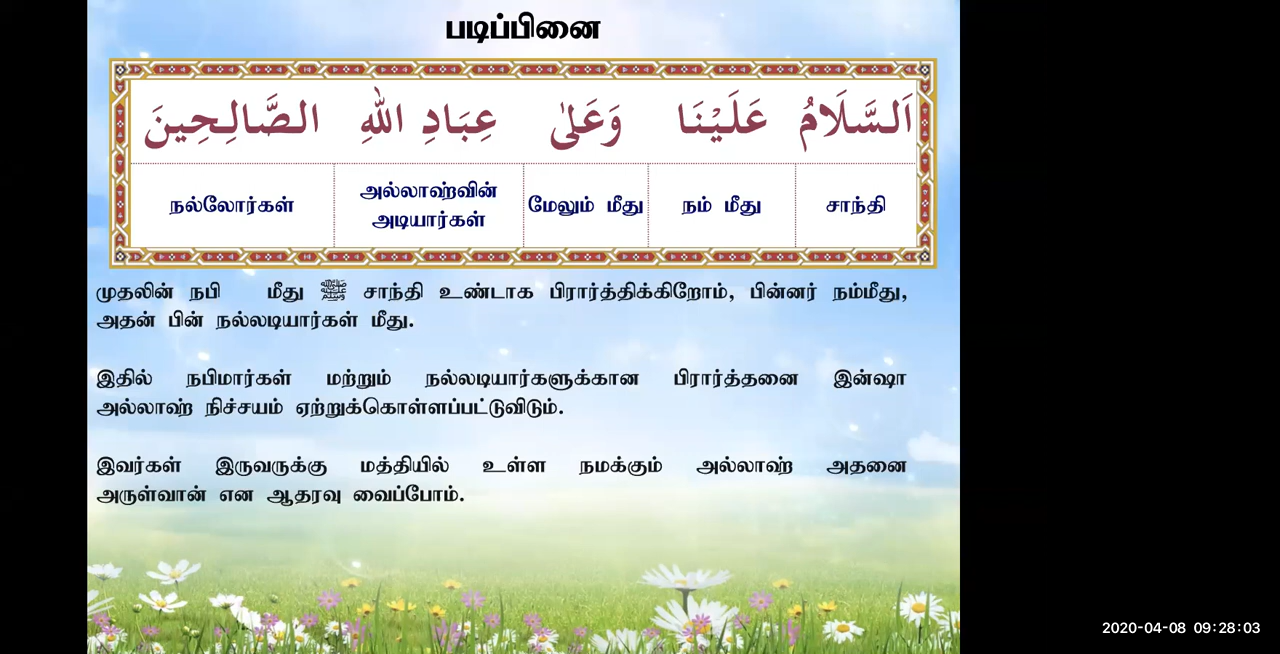 படிப்பினை
اَلسَّلَامُ عَلَيْنَا وَعَلىٰ عِبَادِ اللّٰهِ الصَّالِحِينَ
நல்லோர்கள் அல்லாஹ்வின் அடியார்கள் மேலும் மீது நம் மீது சாந்தி
முதலின் நபி மீது ﷺ சாந்தி உண்டாக பிரார்த்திக்கிறோம், பின்னர் நம்மீது,
அதன் பின் நல்லடியார்கள் மீது.
இதில் நபிமார்கள் மற்றும் நல்லடியார்களுக்கான பிரார்த்தனை இன்ஷா
அல்லாஹ் நிச்சயம் ஏற்றுக்கொள்ளப்பட்டுவிடும்.
இவர்கள் இருவருக்கு மத்தியில் உள்ள நமக்கும் அல்லாஹ் அதனை
அருள்வான் என ஆதரவு வைப்போம்.
2020-04-08 09:28:03